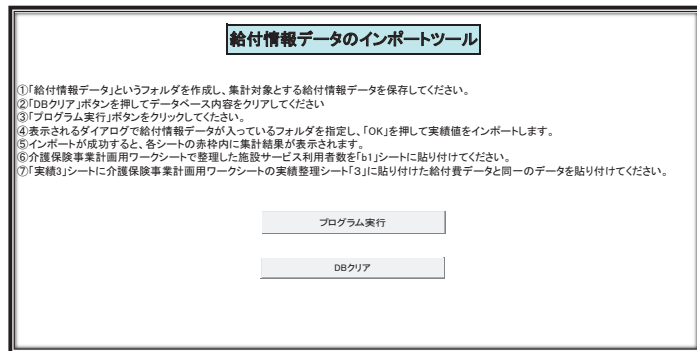 給付情報データのインポートツール
①「給付情報データ」というフォルダを作成し、集計対象とする給付情報データを保存してください。
②「DBクリア」ボタンを押してデータベース内容をクリアしてください
③「プログラム実行」ボタンをクリックしてください。
④表示されるダイアログで給付情報データが入っているフォルダを指定し、「OK」を押して実績値をインポートします。
⑤インポートが成功すると、各シートの赤枠内に集計結果が表示されます。
⑥介護保険事業計画用ワークシートで整理した施設サービス利用者数を「b1」シートに貼り付けてください。
⑦「実績3」シートに介護保険事業計画用ワークシートの実績整理シート「3」に貼り付けた給付費データと同一のデータを貼り付けてください。
プログラム実行
DBクリア